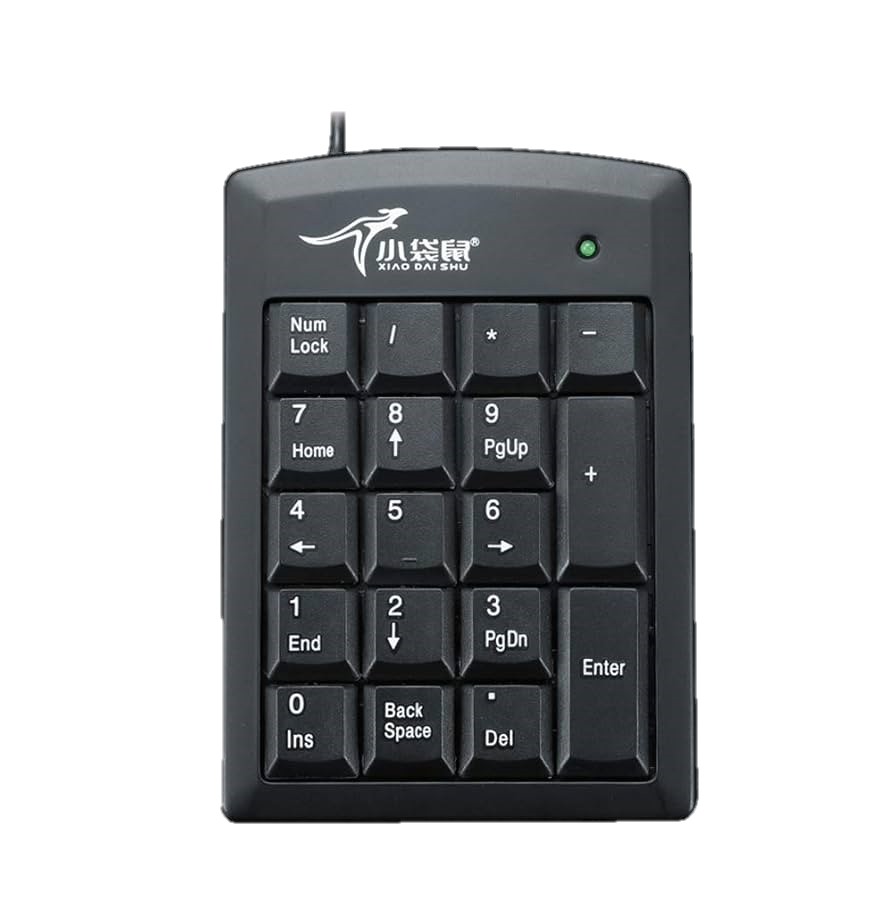 小袋鼠®
XIAO DAI SHU
Num
Lock
/
*
-
7
Home
8
↑
9
PgUp
+
4
←
5
6
→
1
End
2
↓
3
PgDn
Enter
0
Ins
Back
Space
.
Del